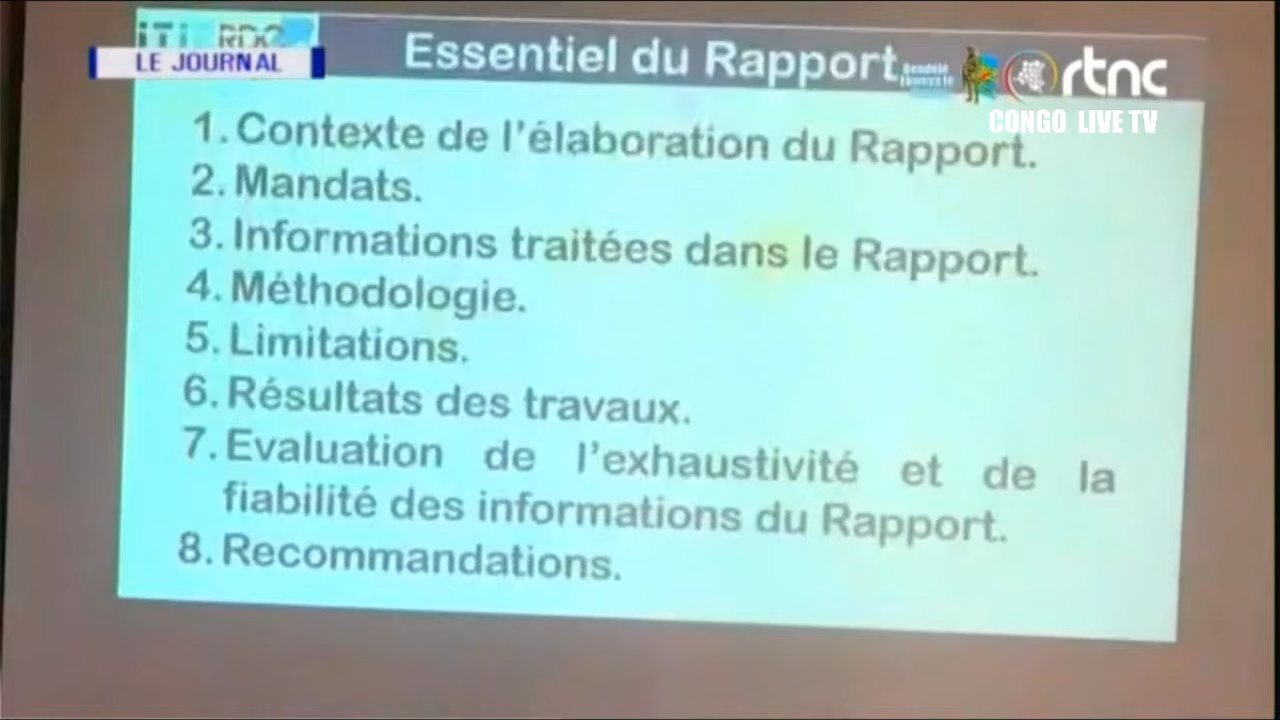 iTi RDC
LE JOURNAL
Essentiel du Rapport
rtnc
CONGO LIVE TV
1. Contexte de l'élaboration du Rapport.
2. Mandats.
3. Informations traitées dans le Rapport.
4. Méthodologie.
5. Limitations.
6. Résultats des travaux.
7. Evaluation de l'exhaustivité et de la
fiabilité des informations du Rapport.
8. Recommandations.